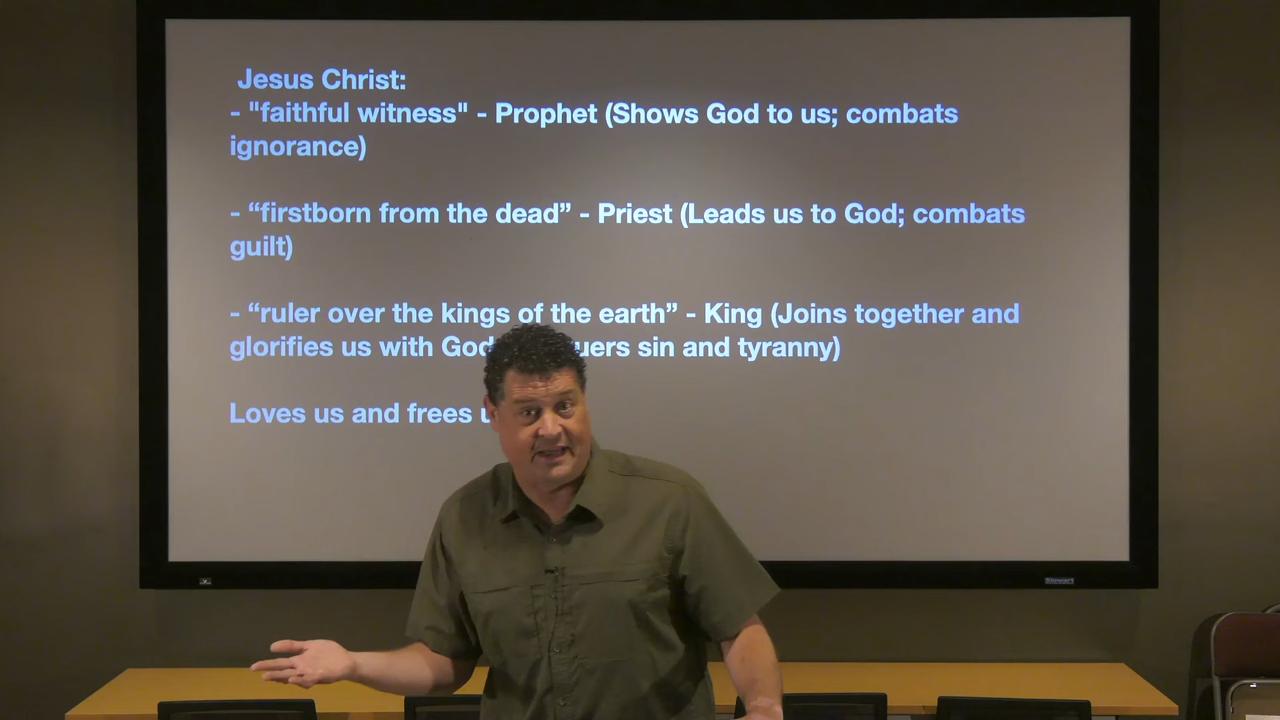 Jesus Christ:
- "faithful witness" - Prophet (Shows God to us; combats
ignorance)
- “firstborn from the dead” - Priest (Leads us to God; combats
guilt)
- “ruler over the kings of the earth” - King (Joins together and
glorifies us with God sin and tyranny)
Loves us and frees
Stewart